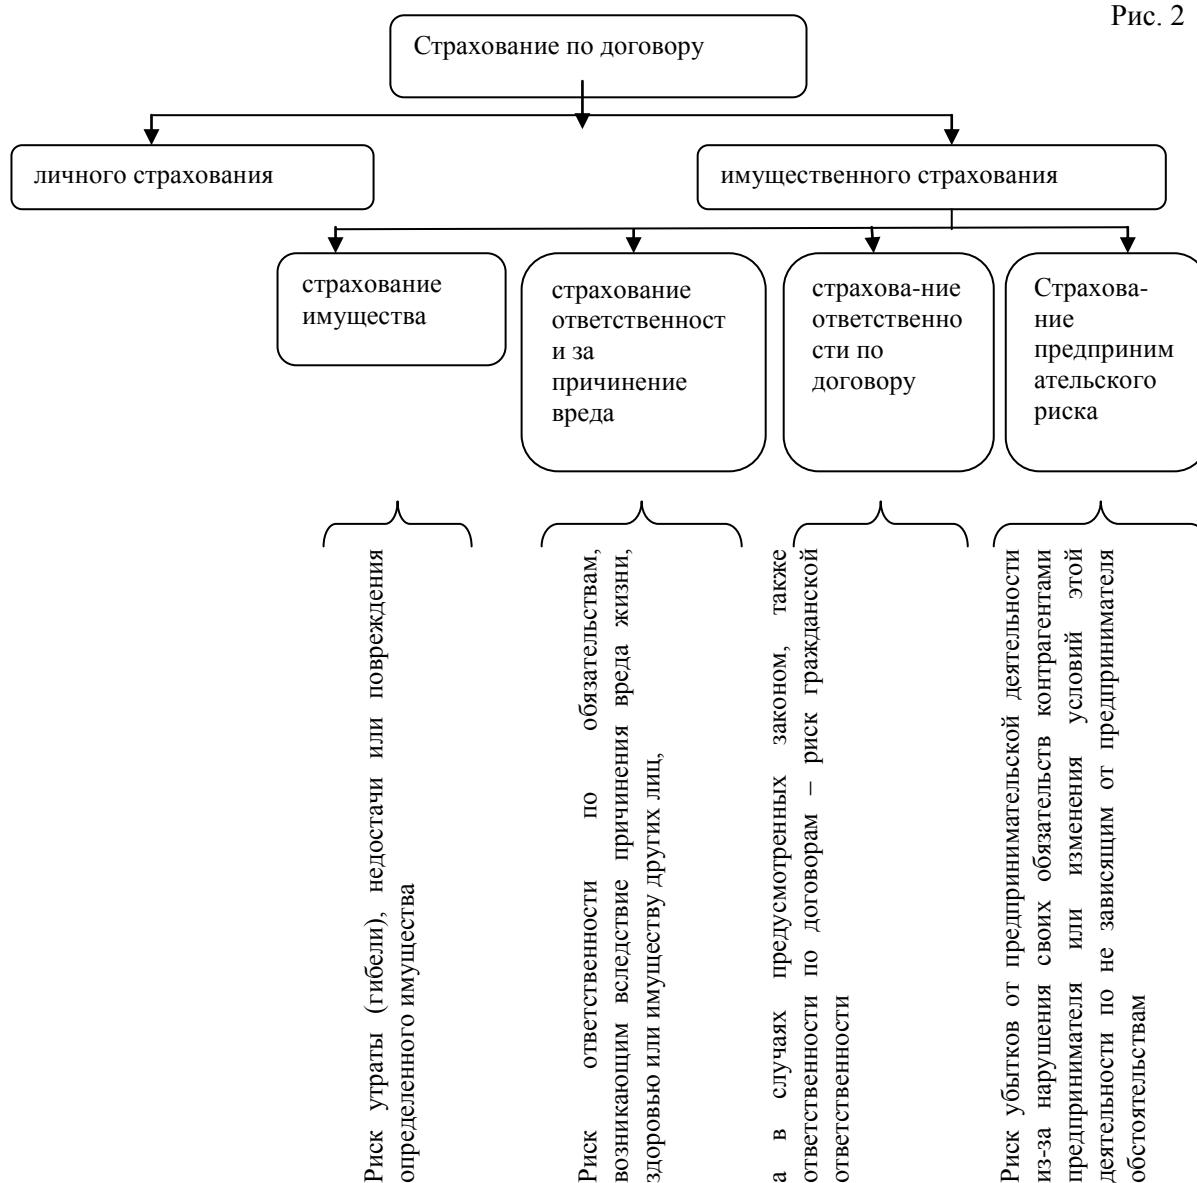 Рис. 2
Страхование по договору
личного страхования
имущественного страхования
страхование
имущества
страхование
ответственност
и за
причинение
вреда
страхова-ние
ответственно
сти по
договору
Страхова-
ние
предприним
ательского
риска
Риск утраты (гибели), недостачи или повреждения
определенного имущества
Риск ответственности по обязательствам,
возникающим вследствие причинения вреда жизни,
здоровью или имуществу других лиц,
а в случаях предусмотренных законом, также
ответственности по договорам – риск гражданской
ответственности
Риск убытков от предпринимательской деятельности
из-за нарушения своих обязательств контрагентами
предпринимателя или изменения условий этой
деятельности по не зависящим от предпринимателя
обстоятельствам